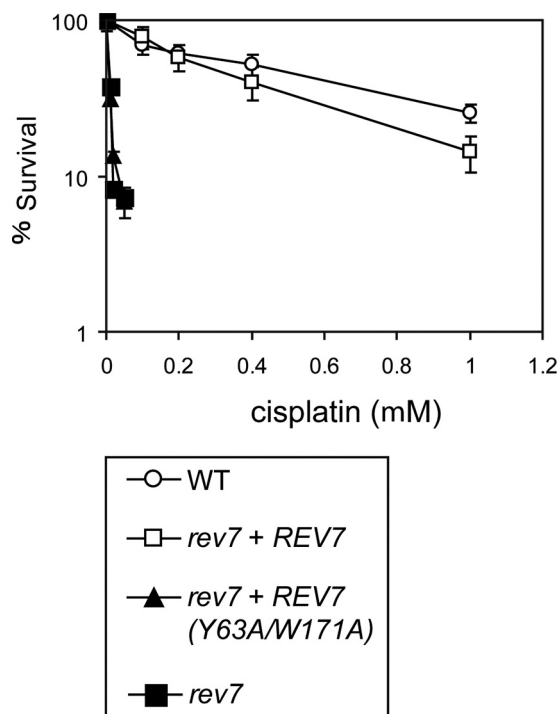 100
10
1
% Survival
0 0.2 0.4 0.6 0.8 1 1.2
cisplatin (mM)
WT
rev7 + REV7
rev7 + REV7
(Y63A/W171A)
rev7